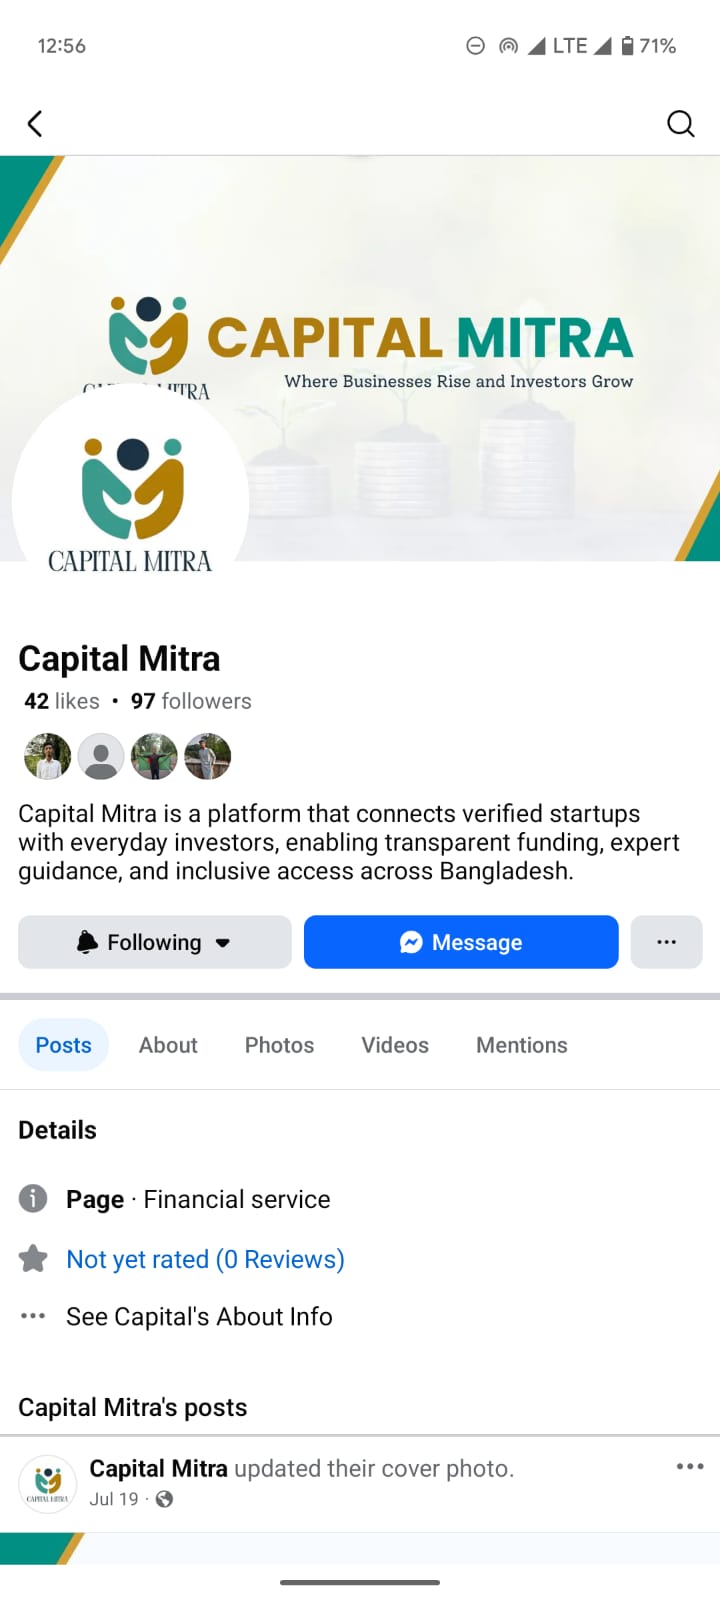 12:56
LTE 71%
CAPITAL MITRA
Where Businesses Rise and Investors Grow
CAPITAL MITRA
Capital Mitra
42 likes • 97 followers
Capital Mitra is a platform that connects verified startups
with everyday investors, enabling transparent funding, expert
guidance, and inclusive access across Bangladesh.
Following
Message
Posts
About
Photos
Videos
Mentions
Details
Page · Financial service
Not yet rated (0 Reviews)
See Capital's About Info
Capital Mitra's posts
Capital Mitra updated their cover photo.
Jul 19 ·
CAPITAL MITRA